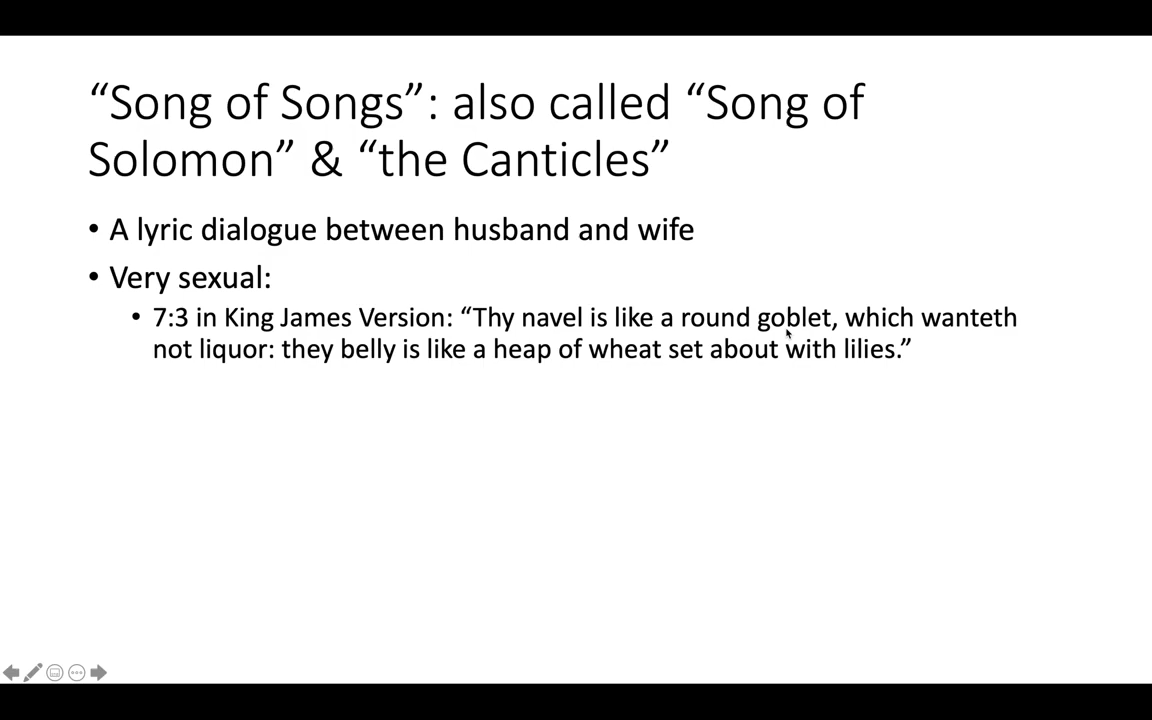 “Song of Songs”: also called “Song of
Solomon” & “the Canticles”
• A lyric dialogue between husband and wife
• Very sexual:
• 7:3 in King James Version: “Thy navel is like a round goblet, which wanteth
not liquor: they belly is like a heap of wheat set about with lilies.”